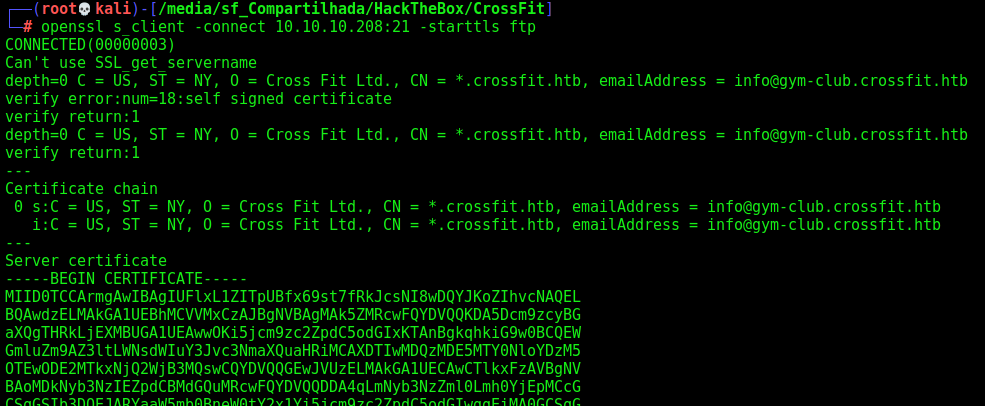 ┌──(root💀kali)-[/media/sf_Compartilhada/HackTheBox/CrossFit]
└─# openssl s_client -connect 10.10.10.208:21 -starttls ftp
CONNECTED(00000003)
Can't use SSL_get_servername
depth=0 C = US, ST = NY, O = Cross Fit Ltd., CN = *.crossfit.htb, emailAddress = info@gym-club.crossfit.htb
verify error:num=18:self signed certificate
verify return:1
depth=0 C = US, ST = NY, O = Cross Fit Ltd., CN = *.crossfit.htb, emailAddress = info@gym-club.crossfit.htb
verify return:1
---
Certificate chain
 0 s:C = US, ST = NY, O = Cross Fit Ltd., CN = *.crossfit.htb, emailAddress = info@gym-club.crossfit.htb
   i:C = US, ST = NY, O = Cross Fit Ltd., CN = *.crossfit.htb, emailAddress = info@gym-club.crossfit.htb
---
Server certificate
-----BEGIN CERTIFICATE-----
MIID0TCCArmgAwIBAgIUFlxL1ZITpUBfx69st7fRkJcsNI8wDQYJKoZIhvcNAQEL
BQAwdzELMAkGA1UEBhMCVVMxCzAJBgNVBAgMAk5ZMRcwFQYDVQQKDA5Dcm9zcyBG
aXQgTHRkLjEXMBUGA1UEAwwOKi5jcm9zc2ZpdC5odGIxKTAnBgkqhkiG9w0BCQEW
GmluZm9AZ3ltLWNsdWIuY3Jvc3NmaXQuaHRiMCAXDTIwMDQzMDE5MTY0NloYDzM5
OTEwODE2MTkxNjQ2WjB3MQswCQYDVQQGEwJVUzELMAkGA1UECAwCTlkxFzAVBgNV
BAoMDkNyb3NzIEZpdCBMdGQuMRcwFQYDVQQDDA4qLmNyb3NzZml0Lmh0YjEpMCcG
CSqGSIb3DQEJARYaaW5mb0BneW0tY2x1Yi5jcm9zc2ZpdC5odGIwggEiMA0GCSqG